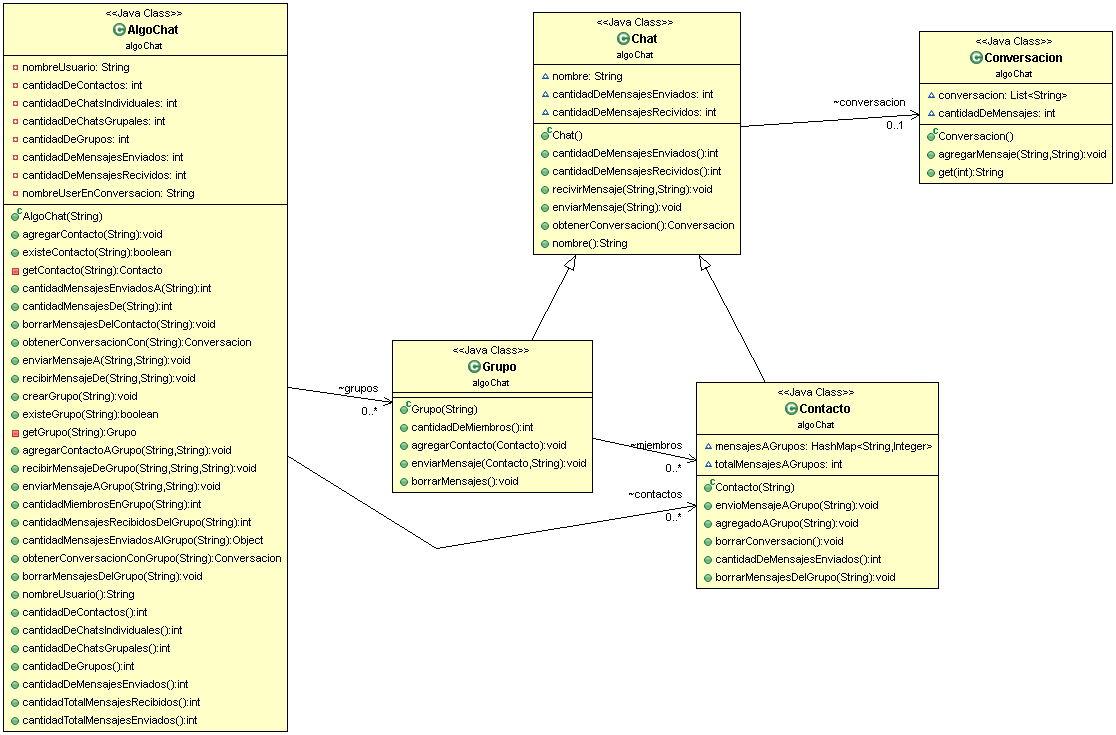 <<Java Class>>
AlgoChat
algoChat
nombreUsuario: String
cantidadDeContactos: int
cantidadDeChatsIndividuales: int
cantidadDeChatsGrupales: int
cantidadDeGrupos: int
cantidadDeMensajesEnviados: int
cantidadDeMensajesRecividos: int
nombreUserEnConversacion: String
AlgoChat(String)
agregarContacto(String):void
existeContacto(String):boolean
getContacto(String):Contacto
cantidadMensajesEnviadosA(String):int
cantidadMensajesDe(String):int
borrarMensajesDelContacto(String):void
obtenerConversacionCon(String):Conversacion
enviarMensajeA(String,String):void
recibirMensajeDe(String,String):void
crearGrupo(String):void
existeGrupo(String):boolean
getGrupo(String):Grupo
agregarContactoAGrupo(String,String):void
recibirMensajeDeGrupo(String,String,String):void
enviarMensajeAGrupo(String,String):void
cantidadMiembrosEnGrupo(String):int
cantidadMensajesRecibidosDelGrupo(String):int
cantidadMensajesEnviadosAlGrupo(String):Object
obtenerConversacionConGrupo(String):Conversacion
borrarMensajesDelGrupo(String):void
nombreUsuario():String
cantidadDeContactos():int
cantidadDeChatsIndividuales():int
cantidadDeChatsGrupales():int
cantidadDeGrupos():int
cantidadDeMensajesEnviados():int
cantidadTotalMensajesRecibidos():int
cantidadTotalMensajesEnviados():int
<<Java Class>>
Chat
algoChat
nombre: String
cantidadDeMensajesEnviados: int
cantidadDeMensajesRecividos: int
Chat()
cantidadDeMensajesEnviados():int
cantidadDeMensajesRecividos():int
recivirMensaje(String,String):void
enviarMensaje(String):void
obtenerConversacion():Conversacion
nombre():String
~conversacion
0..1
<<Java Class>>
Conversacion
algoChat
conversacion: List<String>
cantidadDeMensajes: int
Conversacion()
agregarMensaje(String,String):void
get(int):String
~grupos
0..*
<<Java Class>>
Grupo
algoChat
Grupo(String)
cantidadDeMiembros():int
agregarContacto(Contacto):void
enviarMensaje(Contacto,String):void
borrarMensajes():void
~miembros
0..*
~contactos
0..*
<<Java Class>>
Contacto
algoChat
mensajesAGrupos: HashMap<String,Integer>
totalMensajesAGrupos: int
Contacto(String)
envioMensajeAGrupo(String):void
agregadoAGrupo(String):void
borrarConversacion():void
cantidadDeMensajesEnviados():int
borrarMensajesDelGrupo(String):void